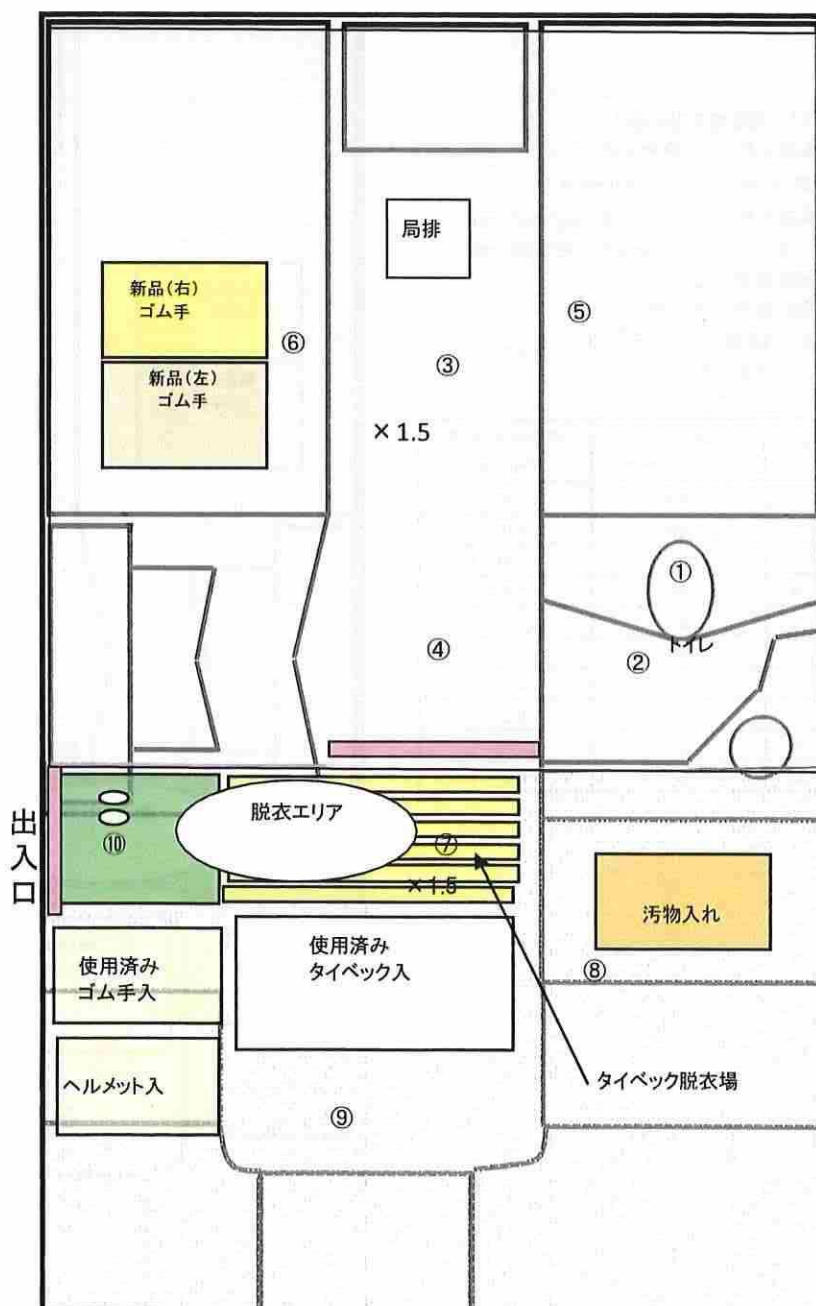 局排
新品(右)
ゴム手
⑥
⑤
③
新品(左)
ゴム手
×1.5
①
トイレ
②
④
出入口
脱衣エリア
⑦
⑩
×1.5
汚物入れ
使用済み
ゴム手入
使用済み
タイベック入
⑧
ヘルメット入
タイベック脱衣場
⑨